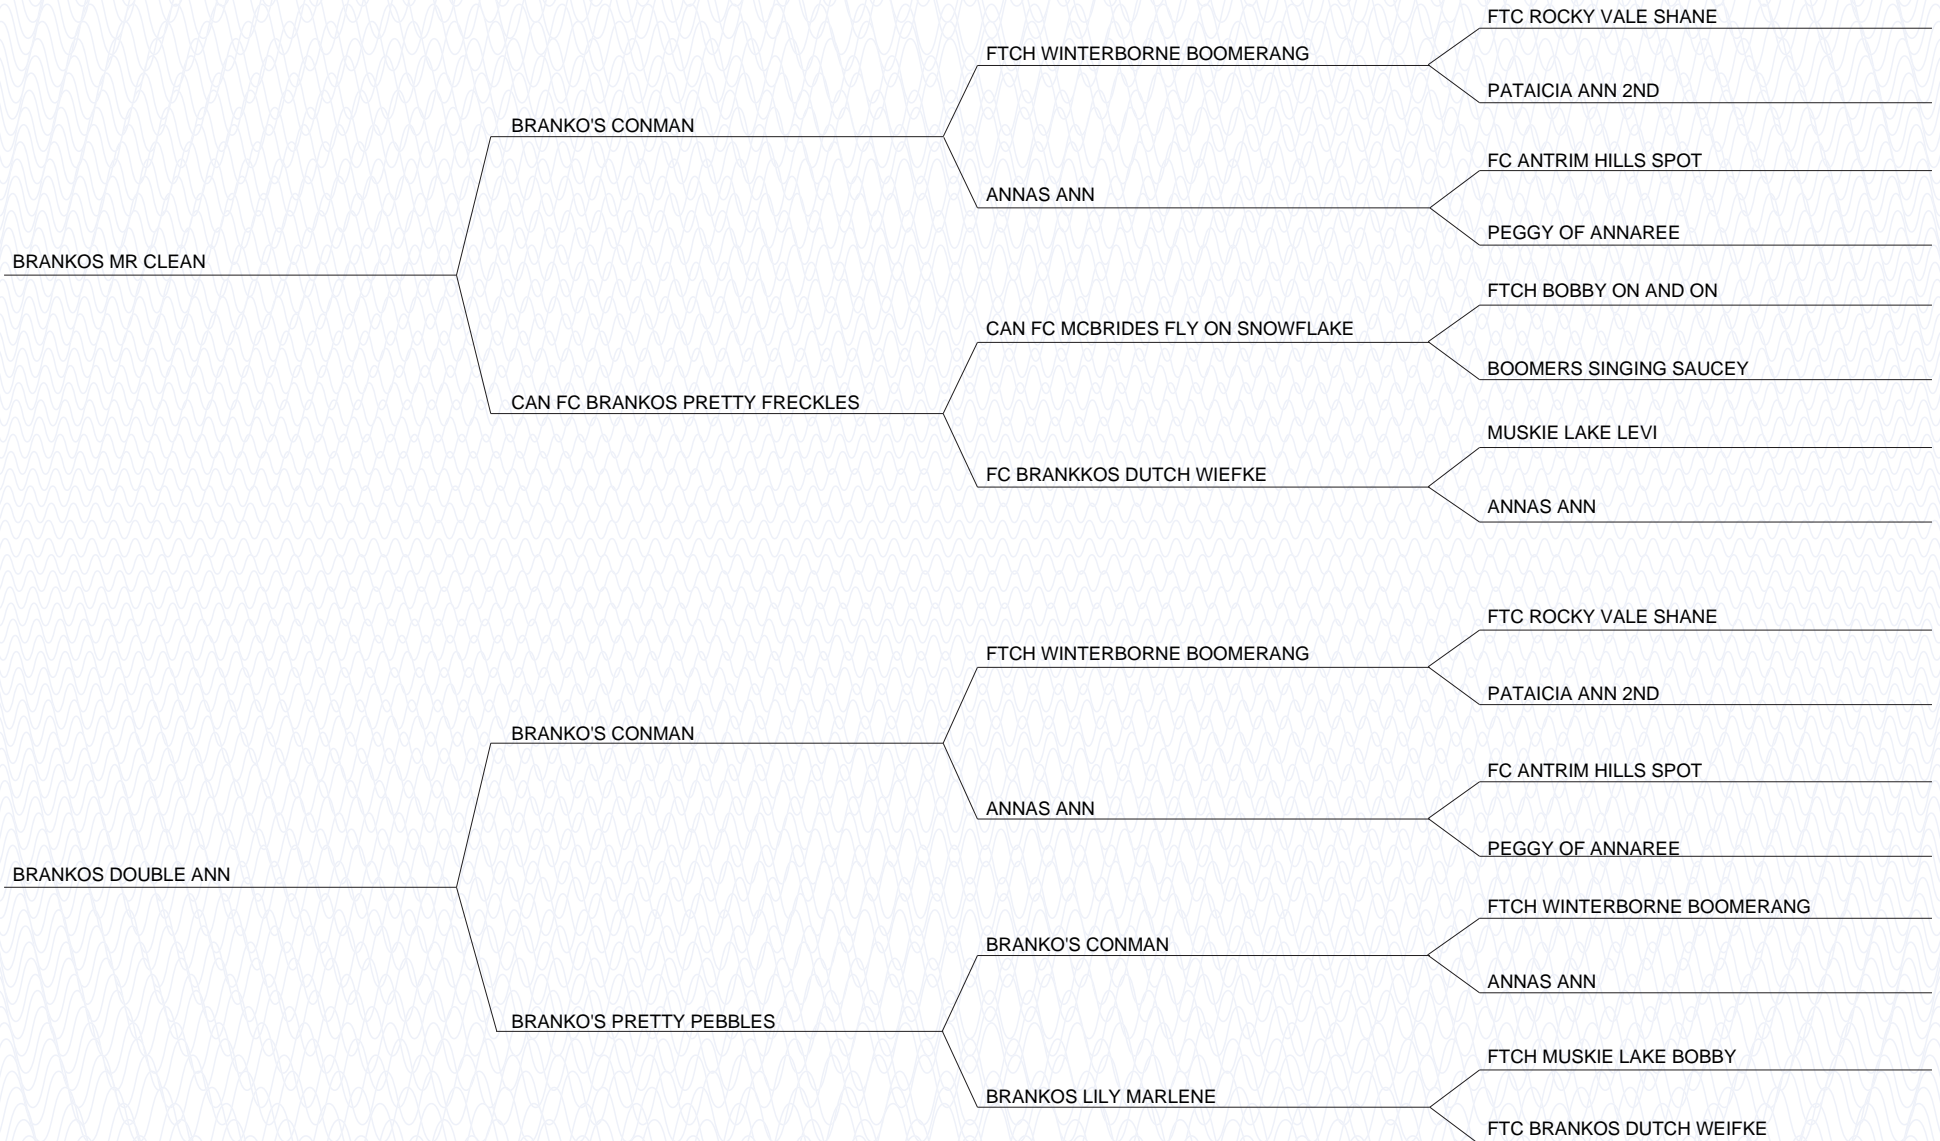 FTC ROCKY VALE SHANE
FTCH WINTERBORNE BOOMERANG
PATAICIA ANN 2ND
BRANKO'S CONMAN
FC ANTRIM HILLS SPOT
ANNAS ANN
PEGGY OF ANNAREE
BRANKOS MR CLEAN
FTCH BOBBY ON AND ON
CAN FC MCBRIDES FLY ON SNOWFLAKE
BOOMERS SINGING SAUCEY
CAN FC BRANKOS PRETTY FRECKLES
MUSKIE LAKE LEVI
FC BRANKKOS DUTCH WIEFKE
ANNAS ANN
FTC ROCKY VALE SHANE
FTCH WINTERBORNE BOOMERANG
PATAICIA ANN 2ND
BRANKO'S CONMAN
FC ANTRIM HILLS SPOT
ANNAS ANN
PEGGY OF ANNAREE
BRANKOS DOUBLE ANN
FTCH WINTERBORNE BOOMERANG
BRANKO'S CONMAN
ANNAS ANN
BRANKO'S PRETTY PEBBLES
FTCH MUSKIE LAKE BOBBY
BRANKOS LILY MARLENE
FTC BRANKOS DUTCH WEIFKE